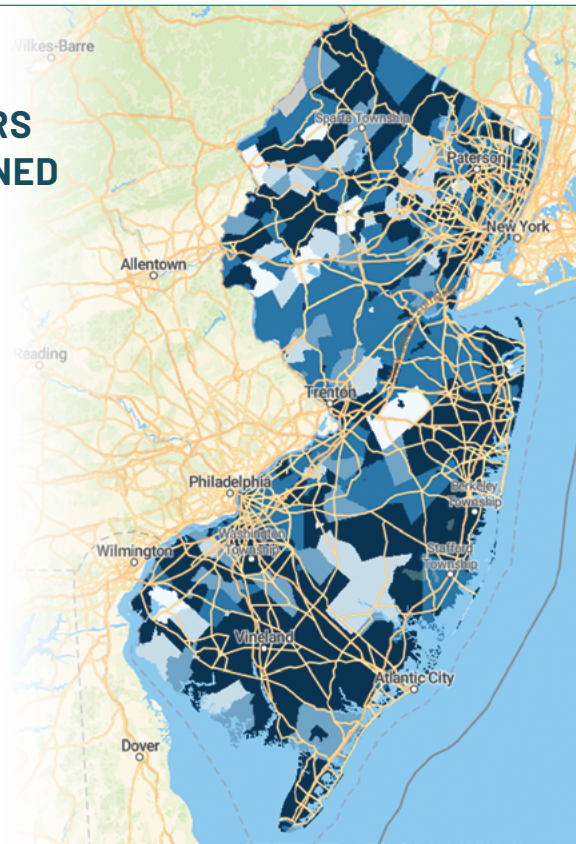 Wilkes-Barre
RS
NED
Sparta Township
Paterson
New York
Allentown
Reading
Trenton
Philadelphia
Berkeley
Township
Washington
Township
Stafford
Township
Wilmington
Vineland
Atlantic City
Dover